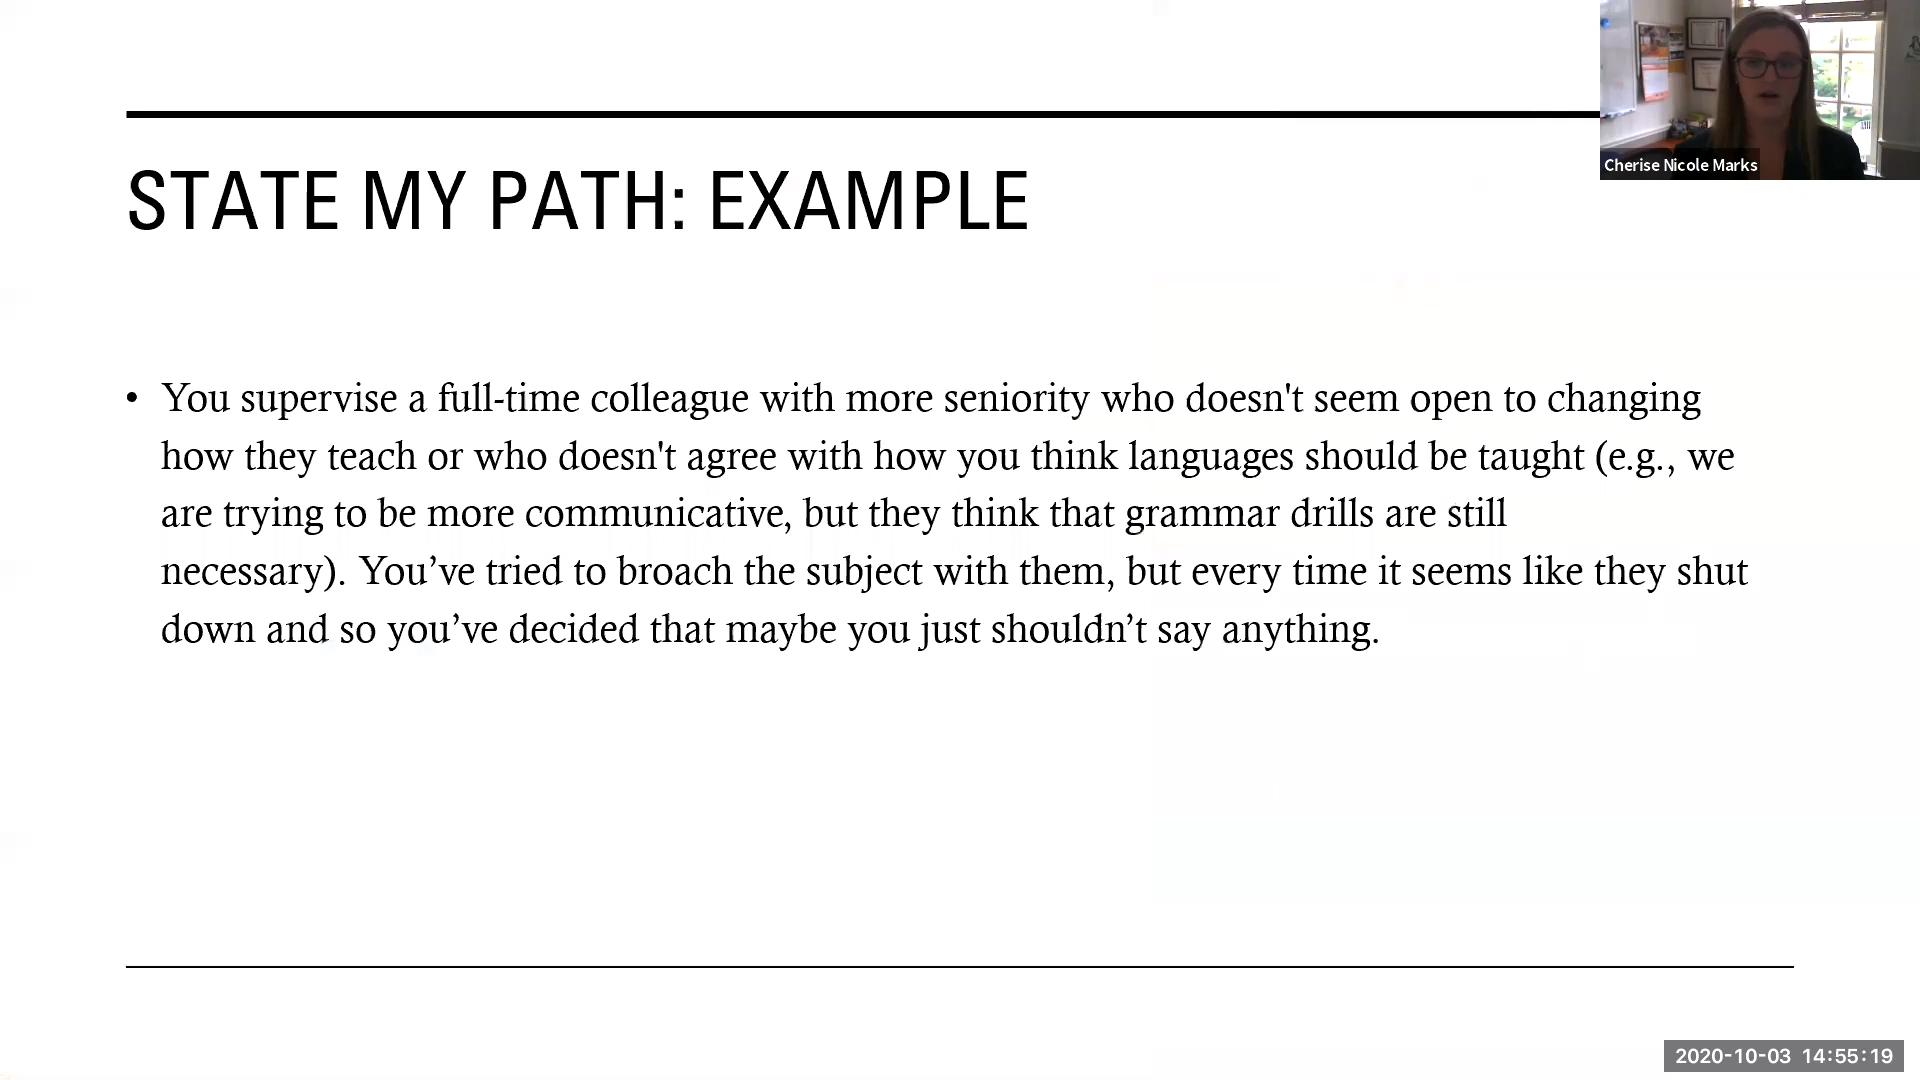 Cherise Nicole Marks
STATE MY PATH: EXAMPLE
• You supervise a full-time colleague with more seniority who doesn't seem open to changing
how they teach or who doesn't agree with how you think languages should be taught (e.g., we
are trying to be more communicative, but they think that grammar drills are still
necessary). You’ve tried to broach the subject with them, but every time it seems like they shut
down and so you’ve decided that maybe you just shouldn’t say anything.
2020-10-03 14:55:19